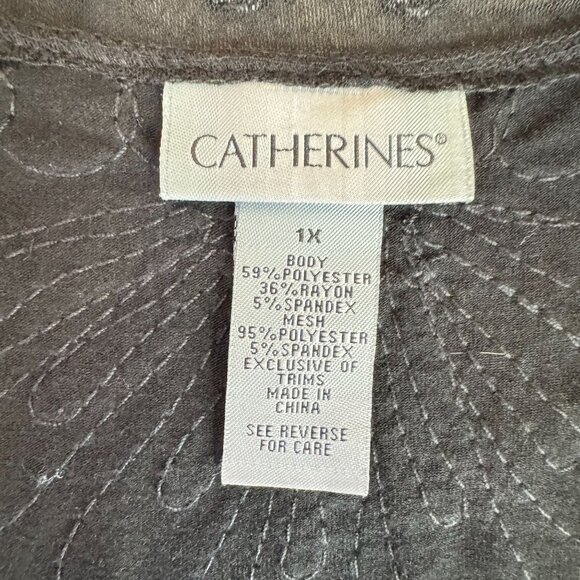 CATHERINES®
1X
BODY
59%POLYESTER
36%RAYON
5%SPANDEX
MESH
95%POLYESTER
5%SPANDEX
EXCLUSIVE OF
TRIMS
MADE IN
CHINA
SEE REVERSE
FOR CARE